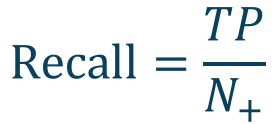 Recall = TP / N₊